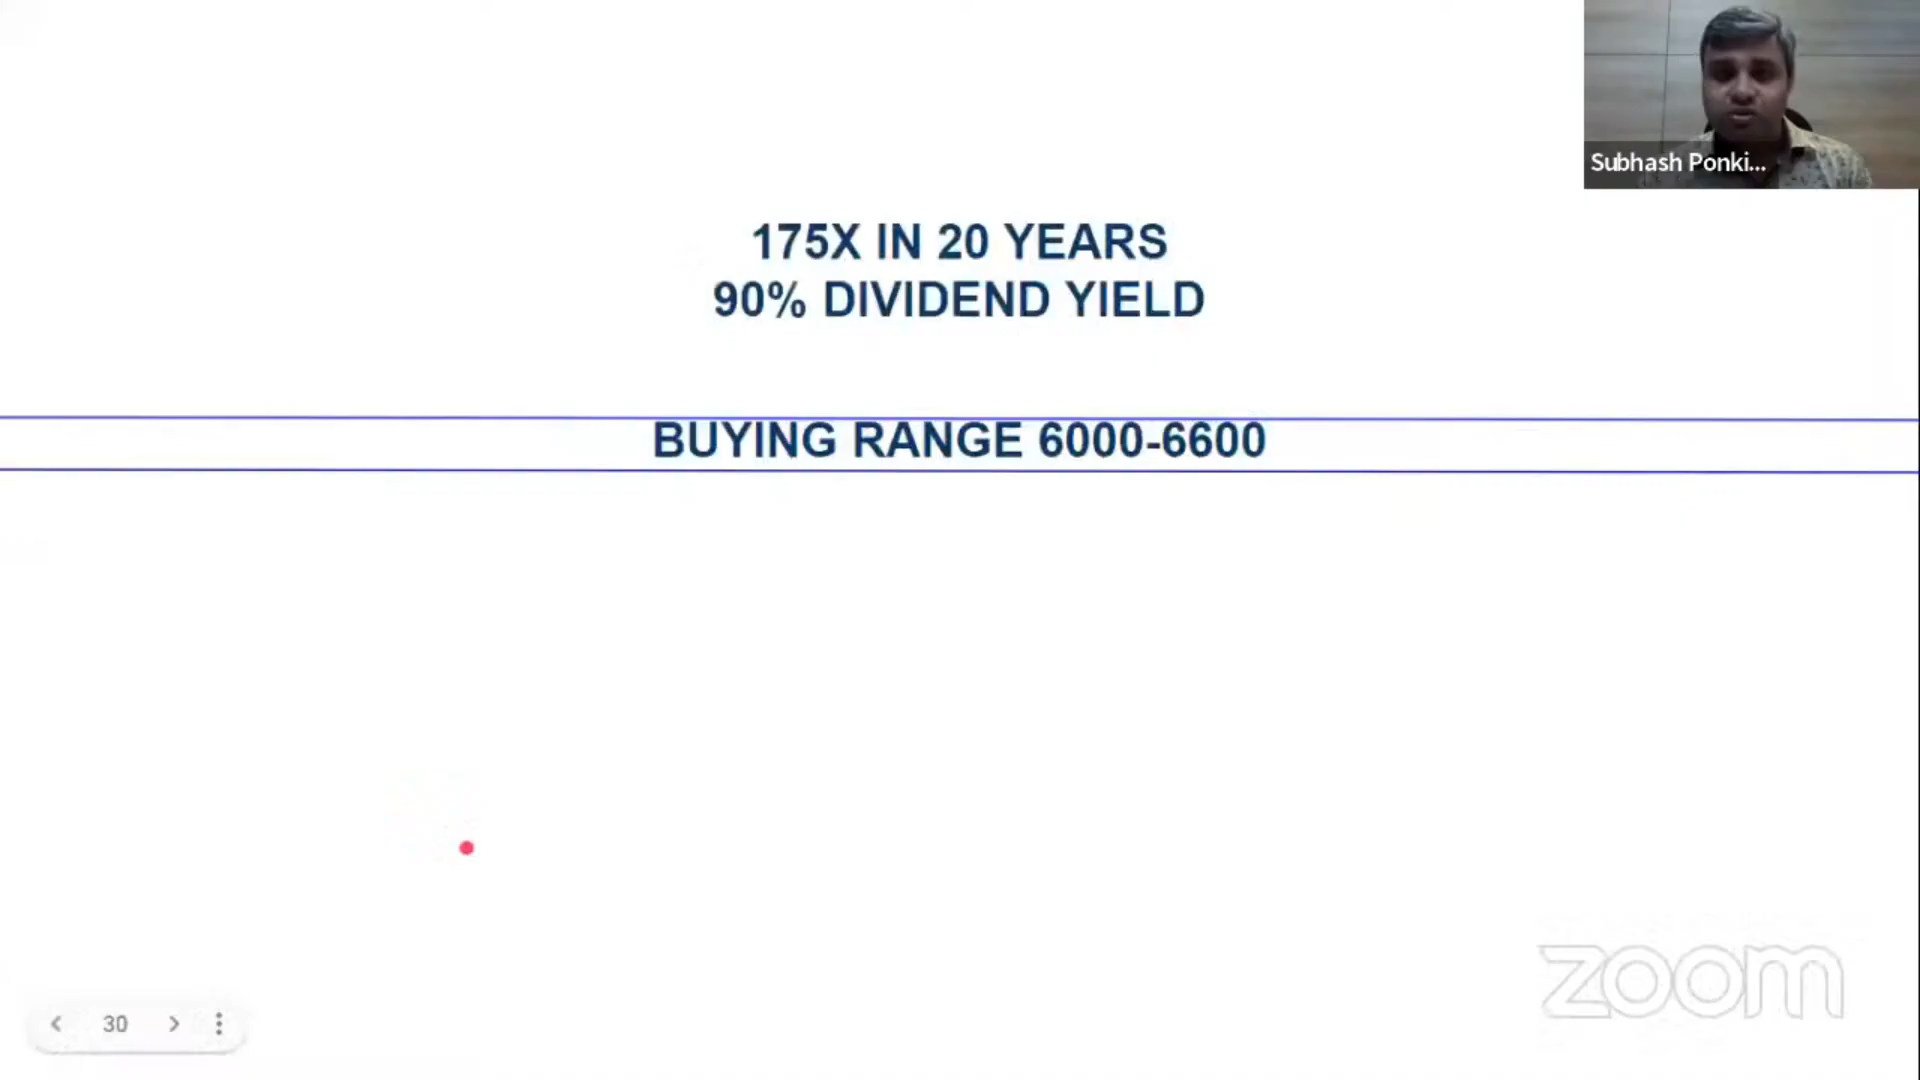 Subhash Ponki...
175X IN 20 YEARS
90% DIVIDEND YIELD
BUYING RANGE 6000-6600
30
zoom